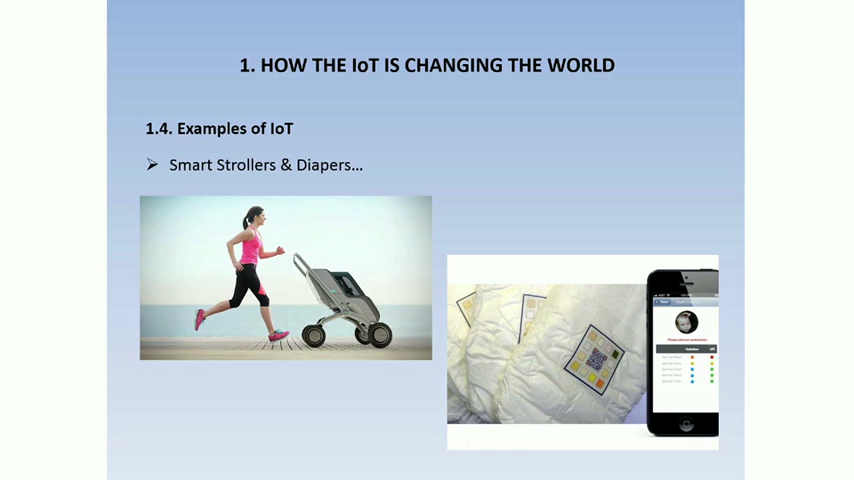 1. HOW THE IoT IS CHANGING THE WORLD
1.4. Examples of IoT
Smart Strollers & Diapers...